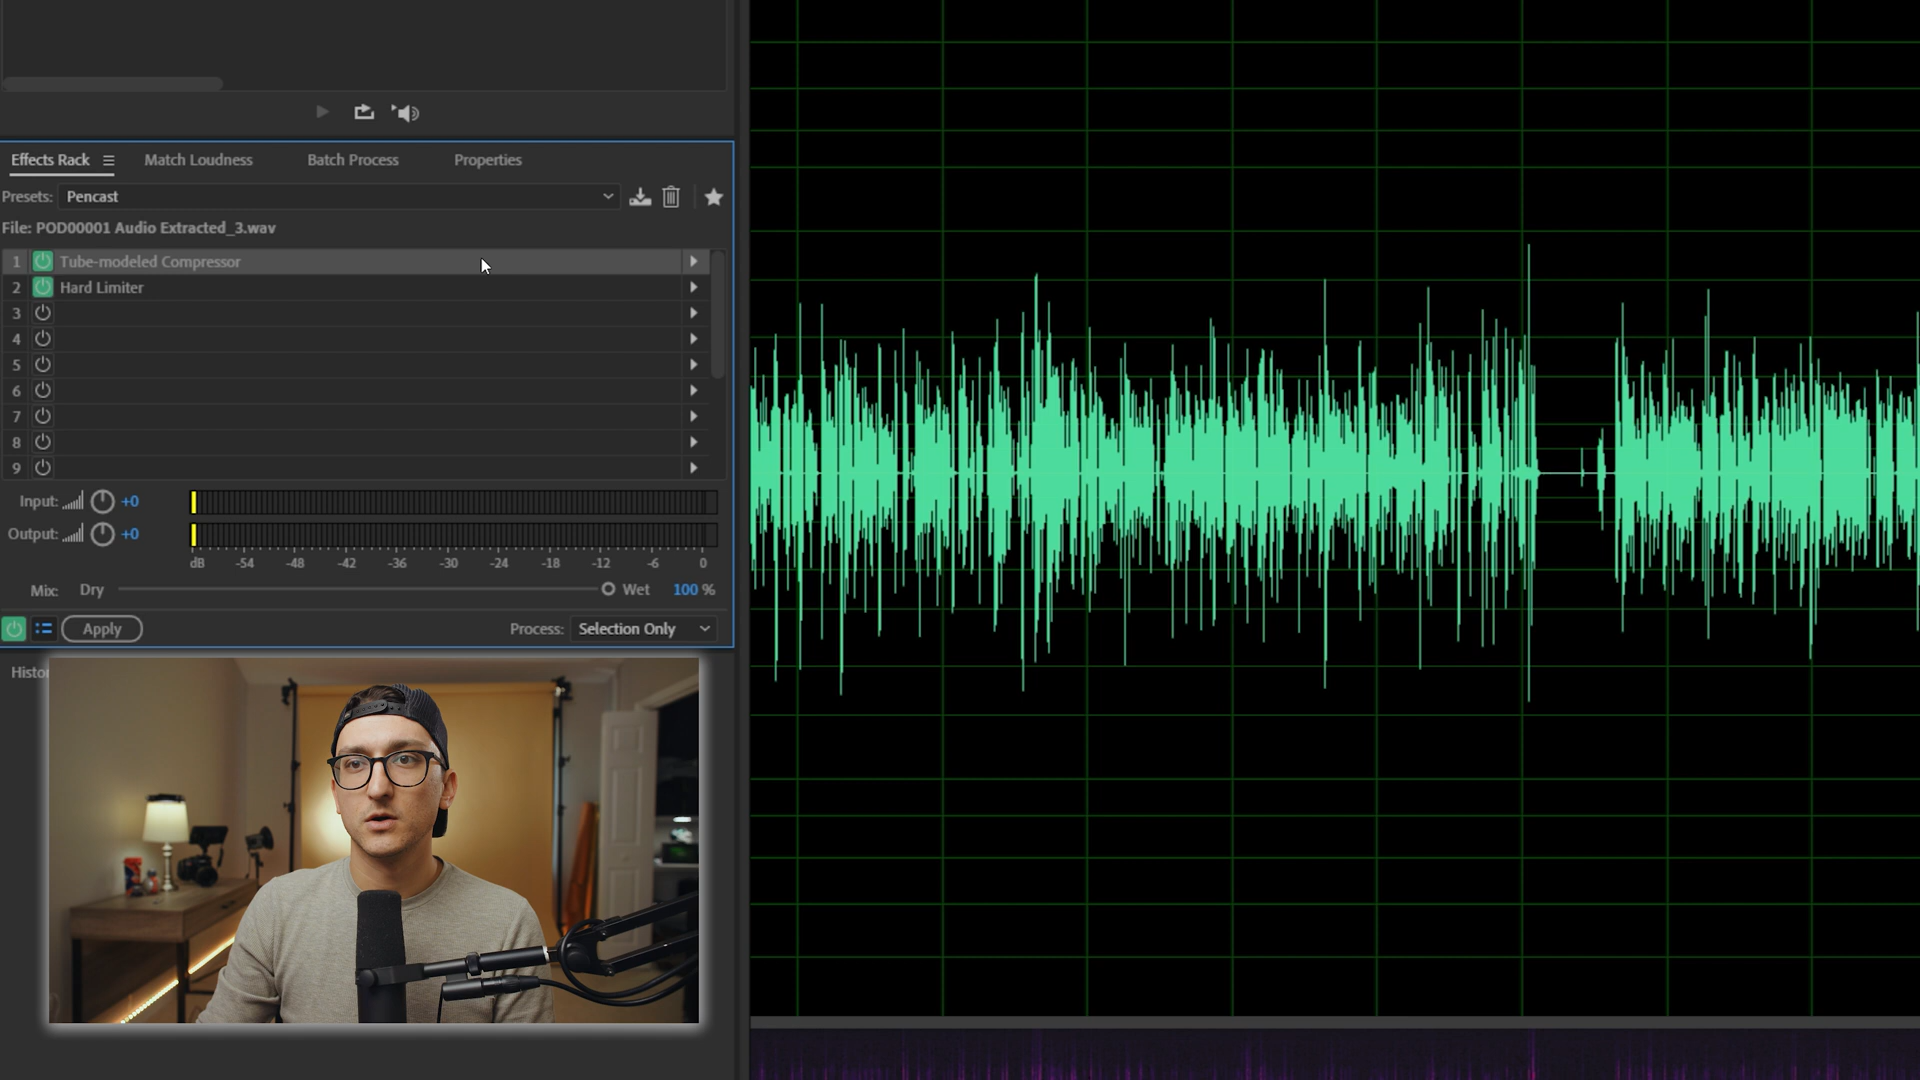 Effects Rack Match Loudness Batch Process Properties
Presets: Pencast
File: POD00001 Audio Extracted_3.wav
1 Tube-modeled Compressor
2 Hard Limiter
3
4
5
6
7
8
9
Input: +0
Output: +0
dB -54 -48 -42 -36 -30 -24 -18 -12 -6 0
Mix: Dry Wet 100 %
Apply Process: Selection Only
Histo